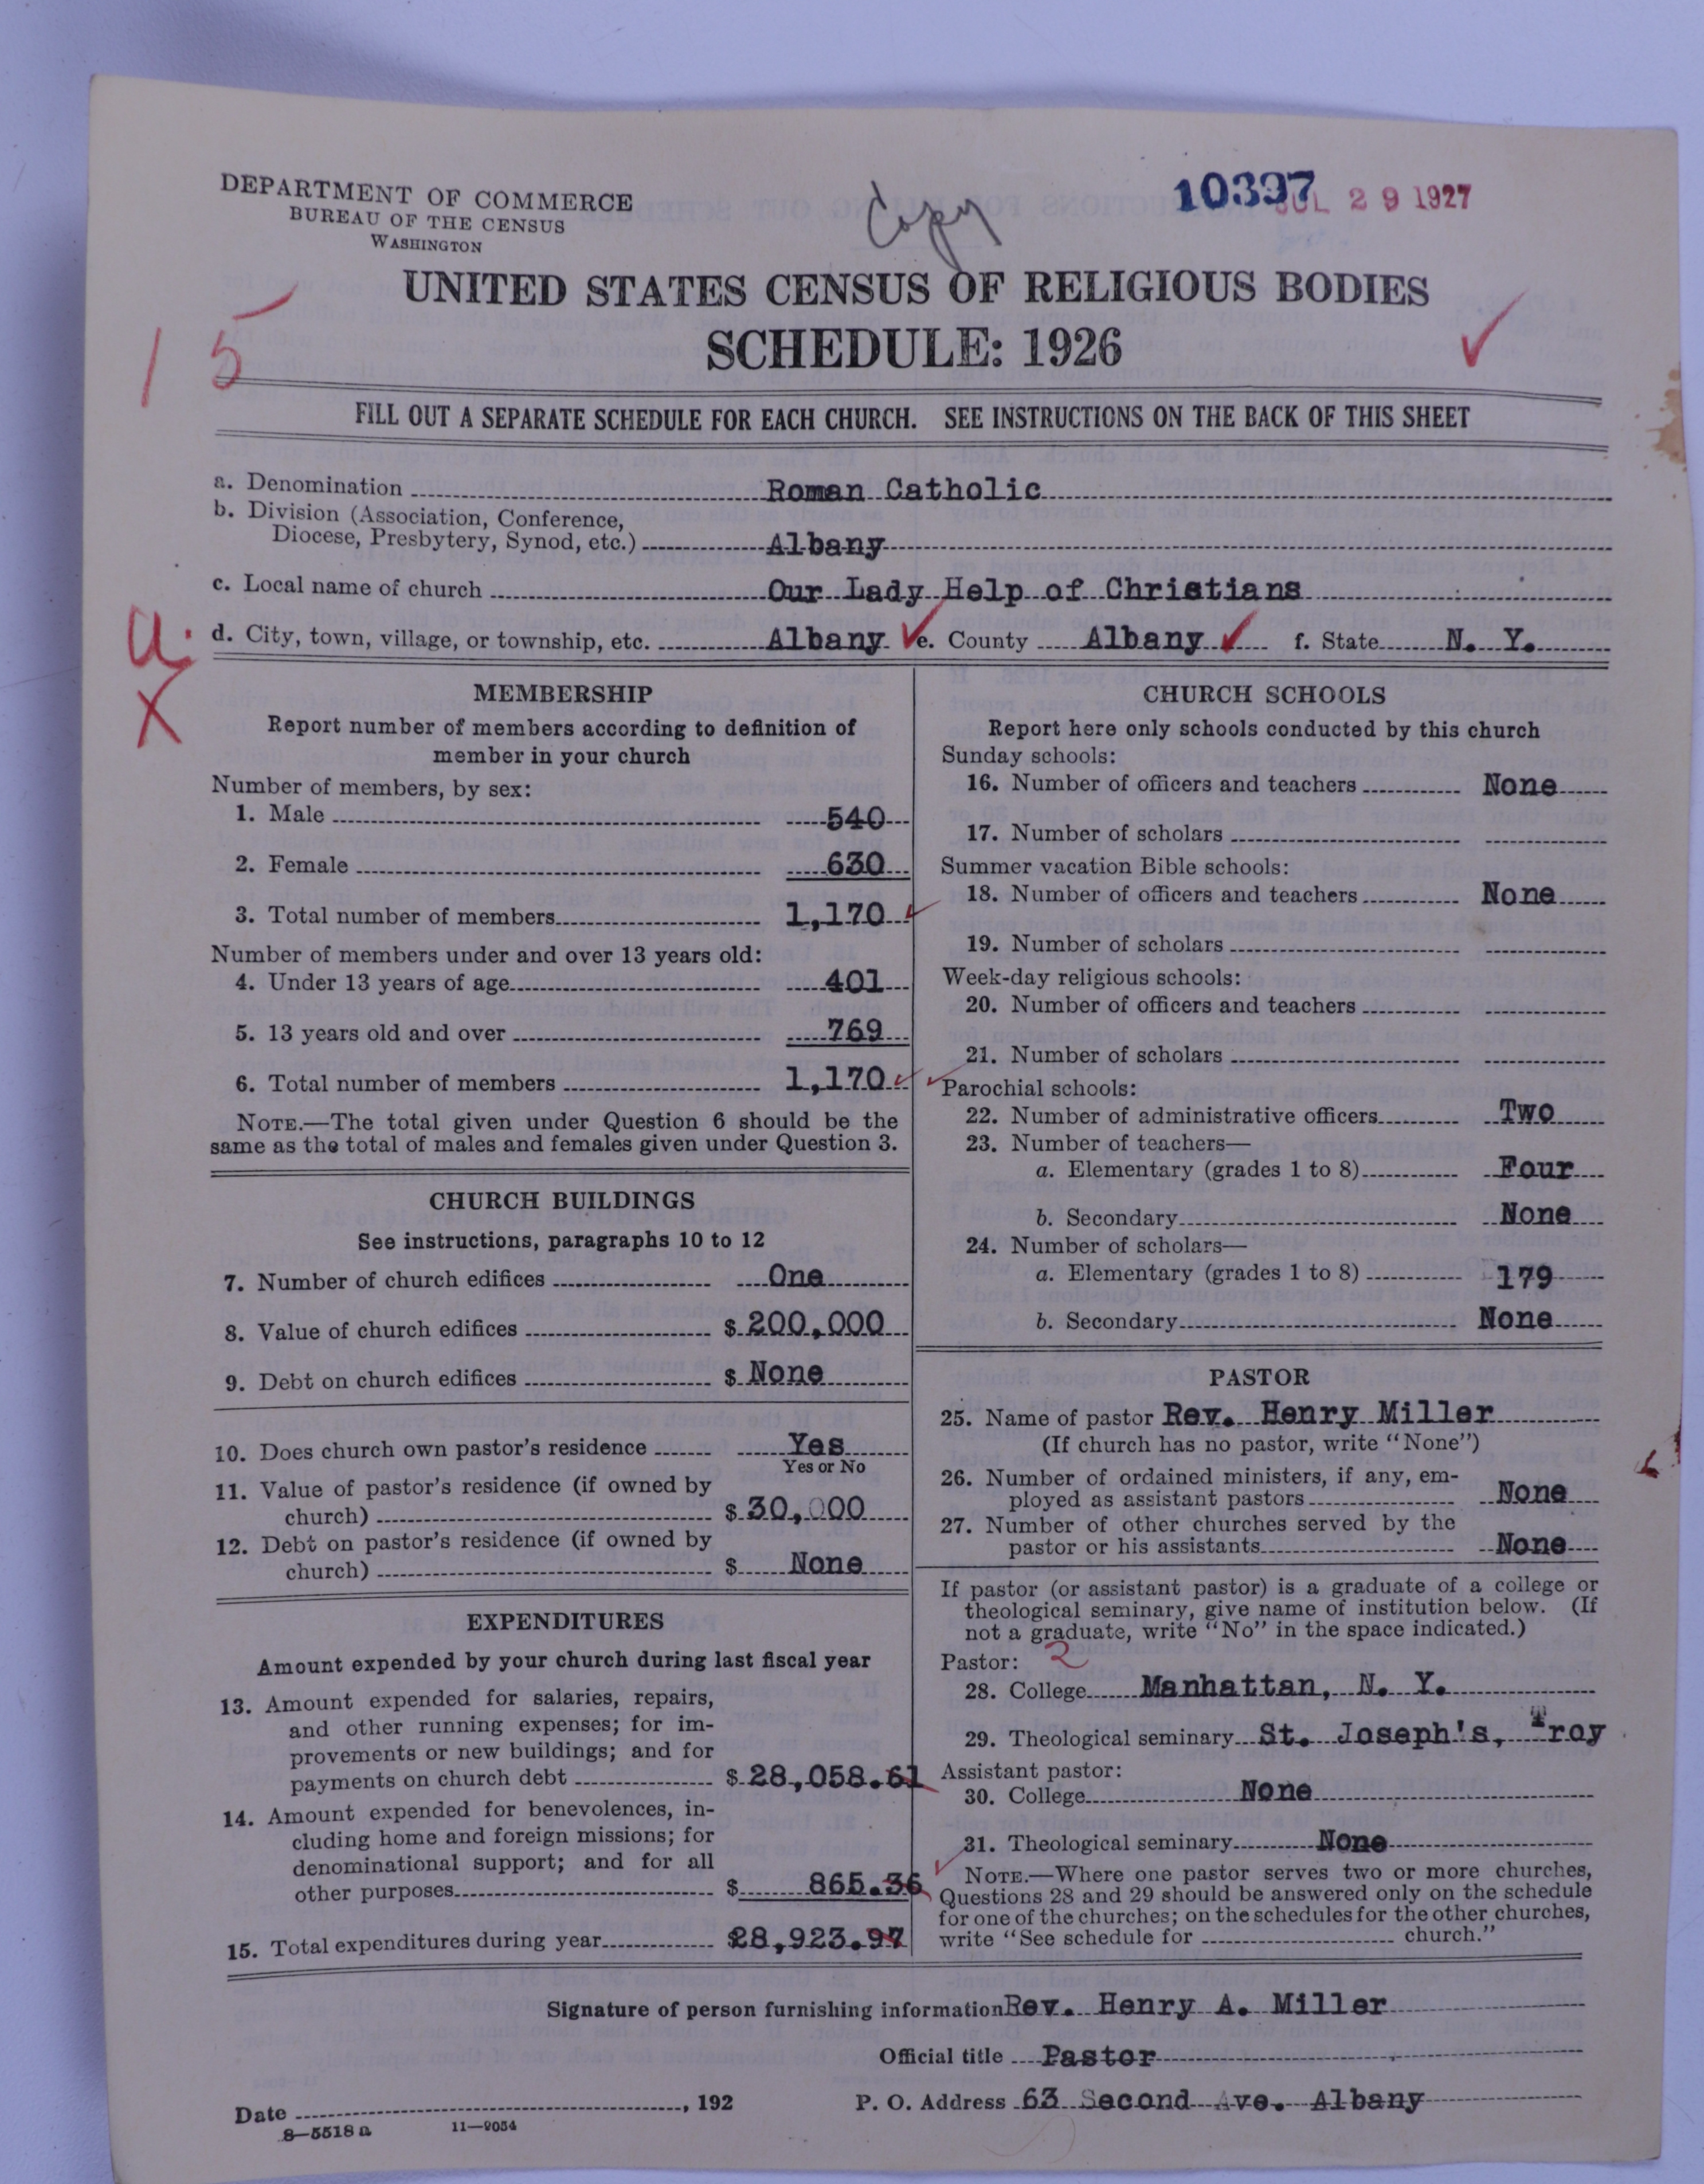 DEPARTMENT OF COMMERCE
BUREAU OF THE CENSUS
WASHINGTON
Copy
10397
JUL 29 1927
UNITED STATES CENSUS OF RELIGIOUS BODIES
SCHEDULE: 1926
15
FILL OUT A SEPARATE SCHEDULE FOR EACH CHURCH. SEE INSTRUCTIONS ON THE BACK OF THIS SHEET
a. Denomination Roman Catholic
b. Division (Association, Conference,
Diocese, Presbytery, Synod, etc.) Albany
c. Local name of church Our Lady Help of Christians
a.
d. City, town, village, or township, etc. Albany e. County Albany f. State N. Y.
X
MEMBERSHIP
Report number of members according to definition of
member in your church
Number of members, by sex:
1. Male 540
2. Female 630
3. Total number of members 1,170
Number of members under and over 13 years old:
4. Under 13 years of age 401
5. 13 years old and over 769
6. Total number of members 1,170
NOTE.—The total given under Question 6 should be the
same as the total of males and females given under Question 3.
CHURCH BUILDINGS
See instructions, paragraphs 10 to 12
7. Number of church edifices One
8. Value of church edifices $ 200,000
9. Debt on church edifices $ None
10. Does church own pastor's residence Yes
Yes or No
11. Value of pastor's residence (if owned by
church) $ 30,000
12. Debt on pastor's residence (if owned by
church) $ None
EXPENDITURES
Amount expended by your church during last fiscal year
13. Amount expended for salaries, repairs,
and other running expenses; for im-
provements or new buildings; and for
payments on church debt $ 28,058.61
14. Amount expended for benevolences, in-
cluding home and foreign missions; for
denominational support; and for all
other purposes $ 865.36
15. Total expenditures during year $28,923.97
CHURCH SCHOOLS
Report here only schools conducted by this church
Sunday schools:
16. Number of officers and teachers None
17. Number of scholars
Summer vacation Bible schools:
18. Number of officers and teachers None
19. Number of scholars
Week-day religious schools:
20. Number of officers and teachers
21. Number of scholars
Parochial schools:
22. Number of administrative officers Two
23. Number of teachers—
a. Elementary (grades 1 to 8) Four
b. Secondary None
24. Number of scholars—
a. Elementary (grades 1 to 8) 179
b. Secondary None
PASTOR
25. Name of pastor Rev. Henry Miller
(If church has no pastor, write "None")
26. Number of ordained ministers, if any, em-
ployed as assistant pastors None
27. Number of other churches served by the
pastor or his assistants None
If pastor (or assistant pastor) is a graduate of a college or
theological seminary, give name of institution below. (If
not a graduate, write "No" in the space indicated.)
Pastor: 2
28. College Manhattan, N. Y.
29. Theological seminary St. Joseph's, Troy
Assistant pastor:
30. College None
31. Theological seminary None
NOTE.—Where one pastor serves two or more churches,
Questions 28 and 29 should be answered only on the schedule
for one of the churches; on the schedules for the other churches,
write "See schedule for church."
Signature of person furnishing information Rev. Henry A. Miller
Official title Pastor
Date , 192
P. O. Address 63 Second Ave. Albany
8—5518 a 11—9054